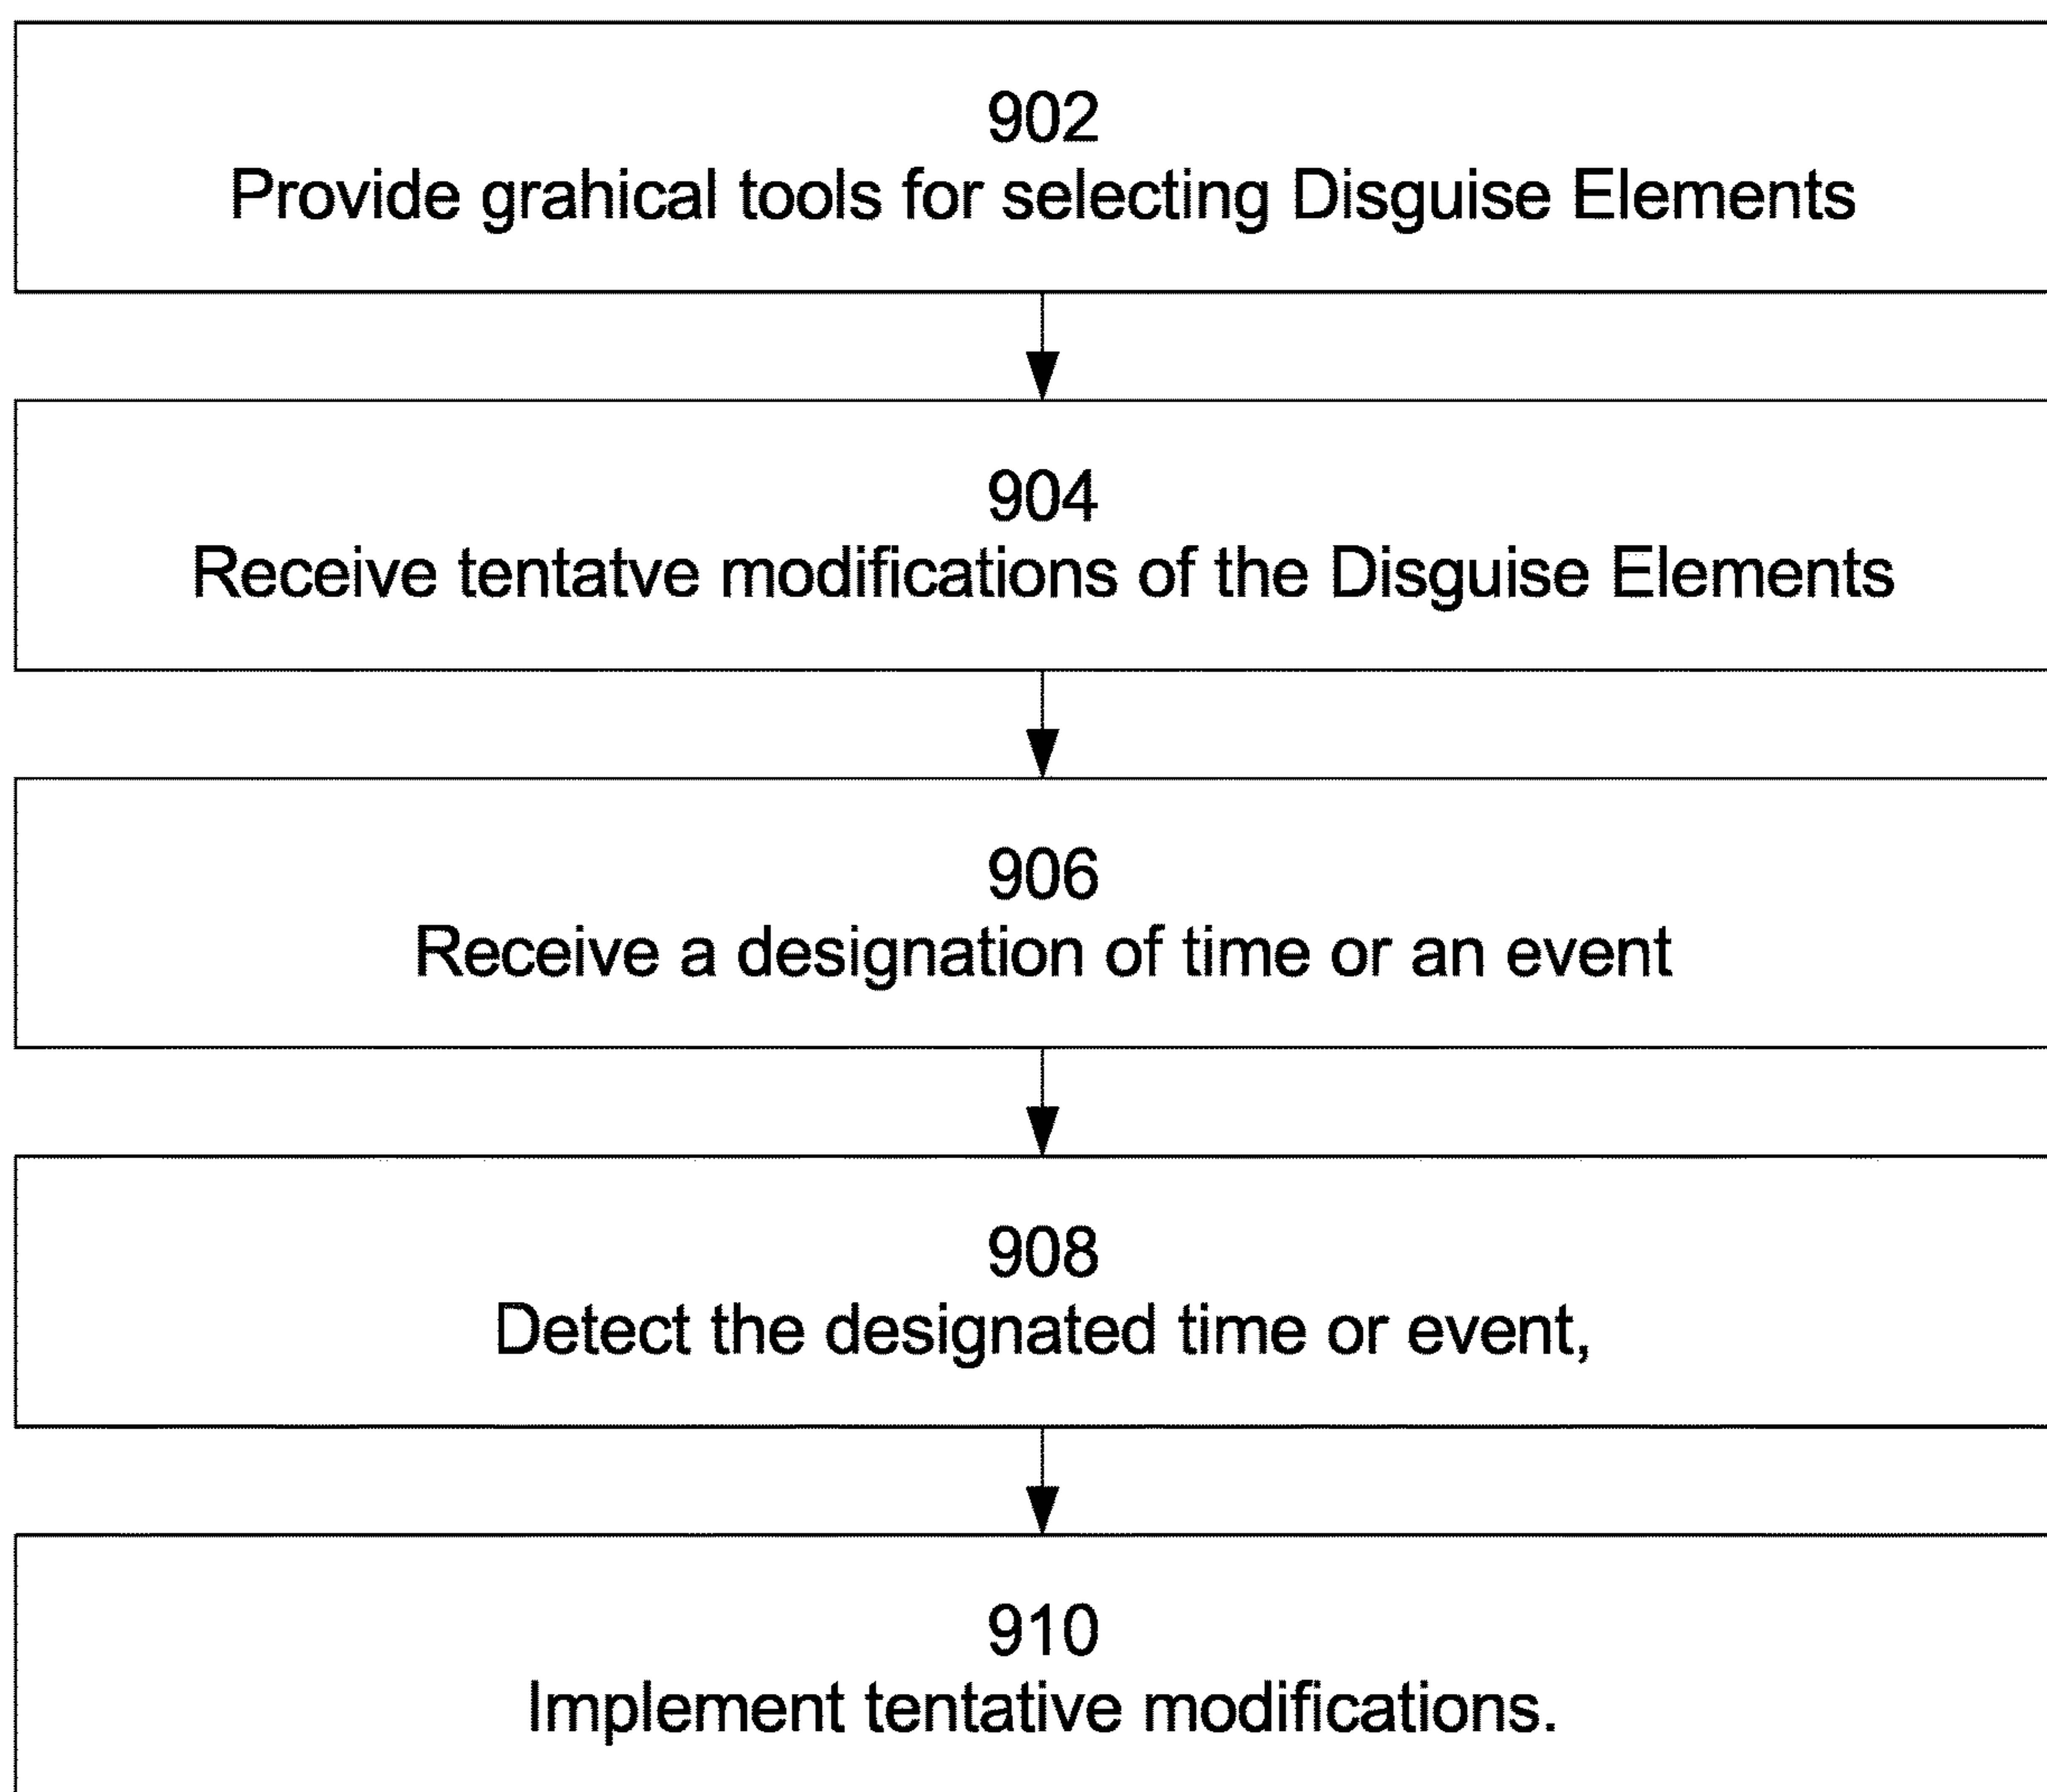 902
Provide grahical tools for selecting Disguise Elements
904
Receive tentatve modifications of the Disguise Elements
906
Receive a designation of time or an event
908
Detect the designated time or event,
910
Implement tentative modifications.